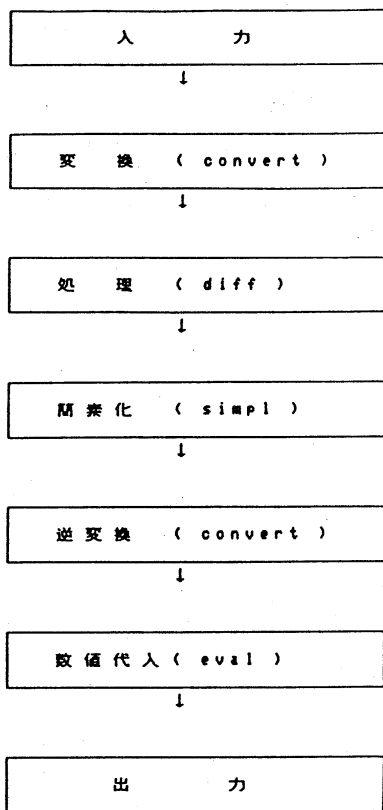 入力
↓
変換 ( convert )
↓
処理 ( diff )
↓
簡素化 ( simpl )
↓
逆変換 ( convert )
↓
数値代入 ( eval )
↓
出力